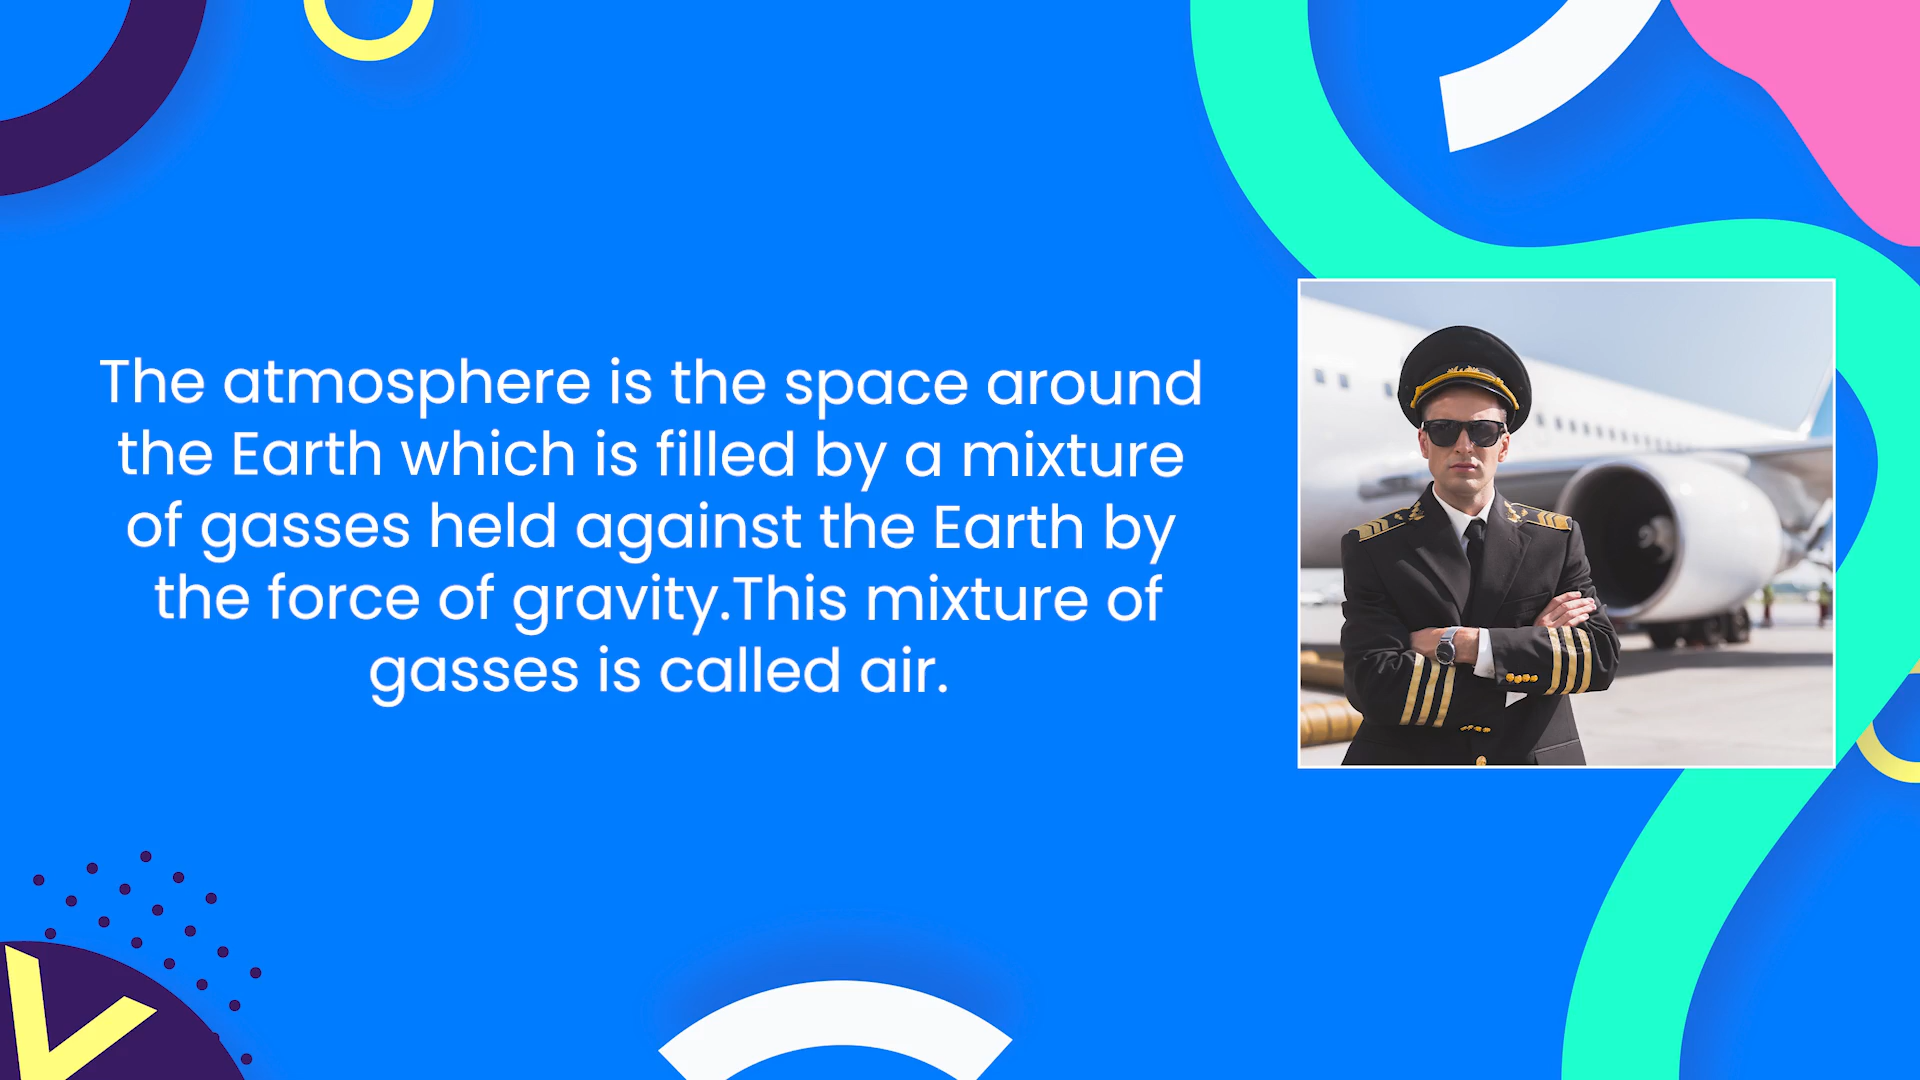 The atmosphere is the space around
the Earth which is filled by a mixture
of gasses held against the Earth by
the force of gravity.This mixture of
gasses is called air.